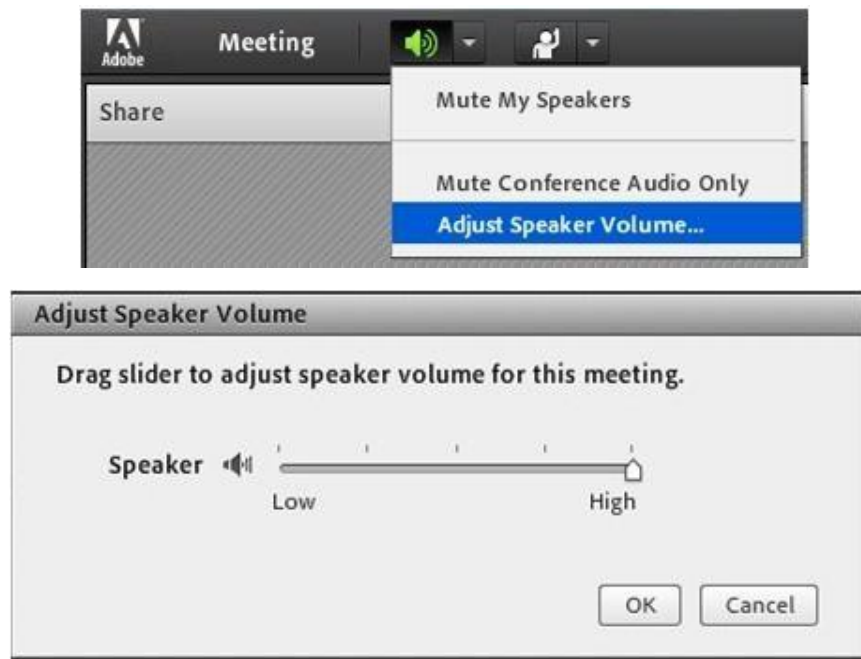 Adobe
Meeting
Share
Mute My Speakers
Mute Conference Audio Only
Adjust Speaker Volume...
Adjust Speaker Volume
Drag slider to adjust speaker volume for this meeting.
Speaker
Low High
OK Cancel